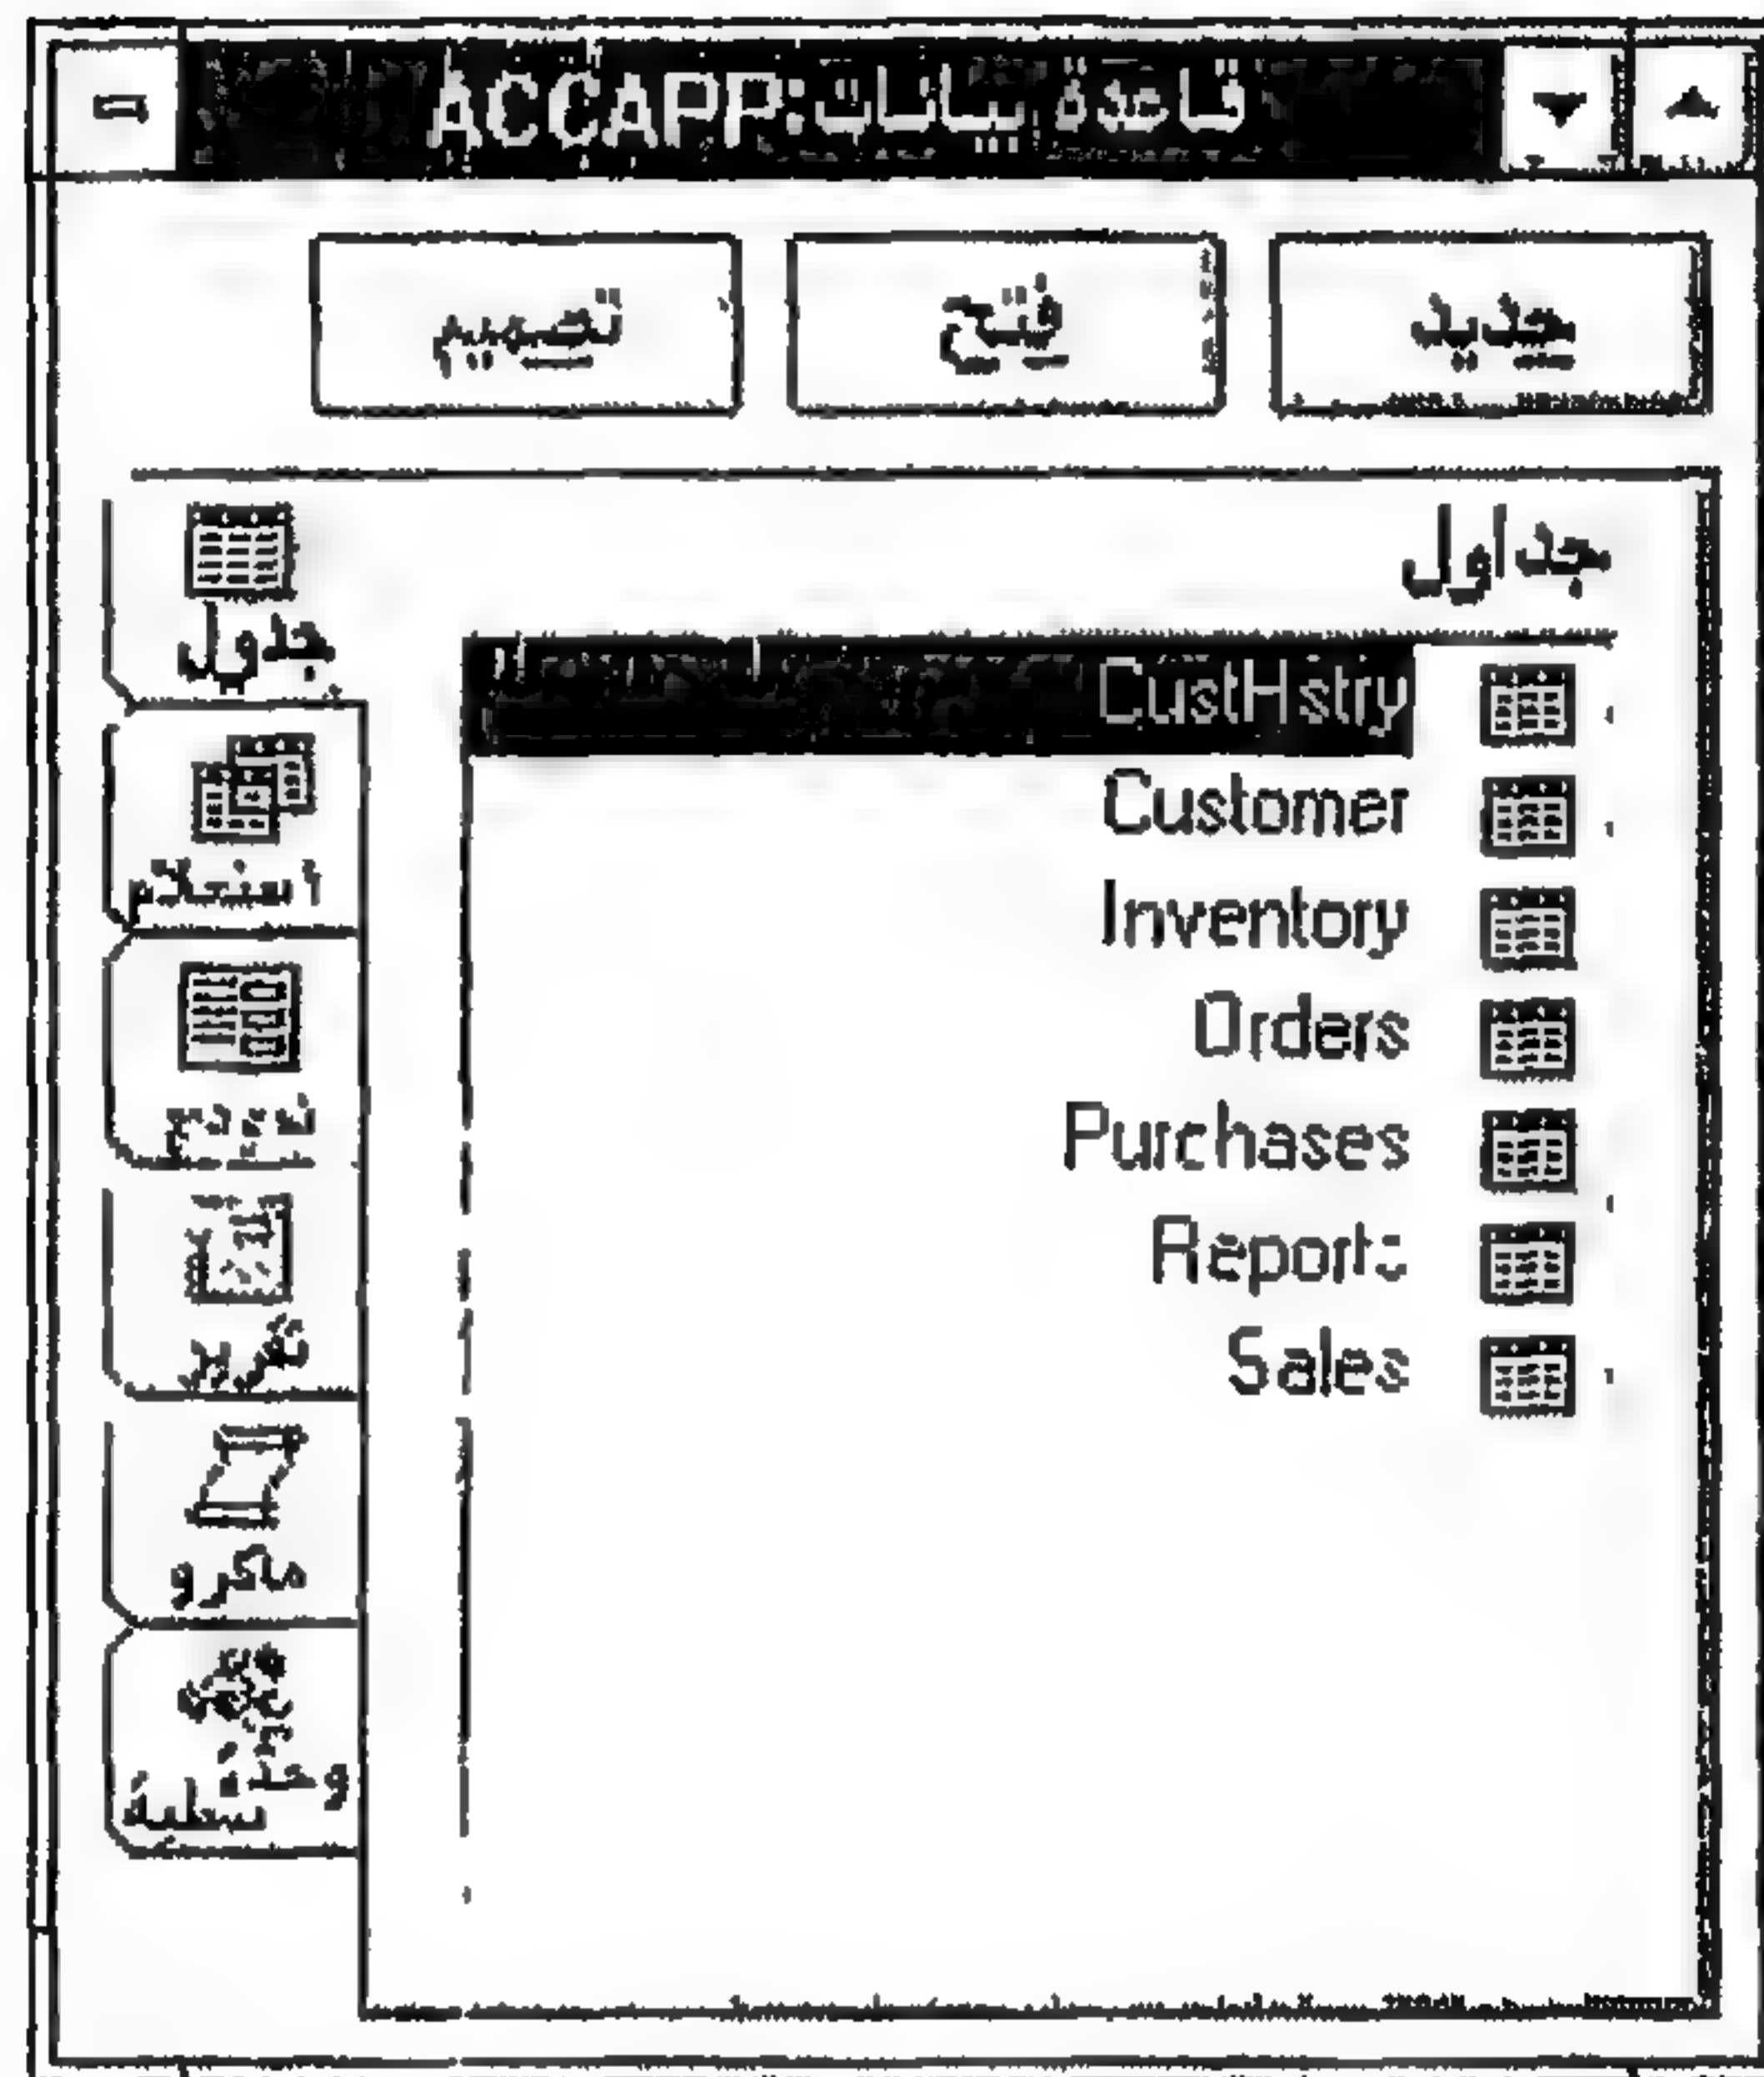 قاعدة بيانات:ACCAPP
جديد فتح تصميم
جداول
CustHstry
Customer
Inventory
Orders
Purchases
Reports
Sales
جدول
استعلام
نموذج
تقرير
ماكرو
وحدة نمطية